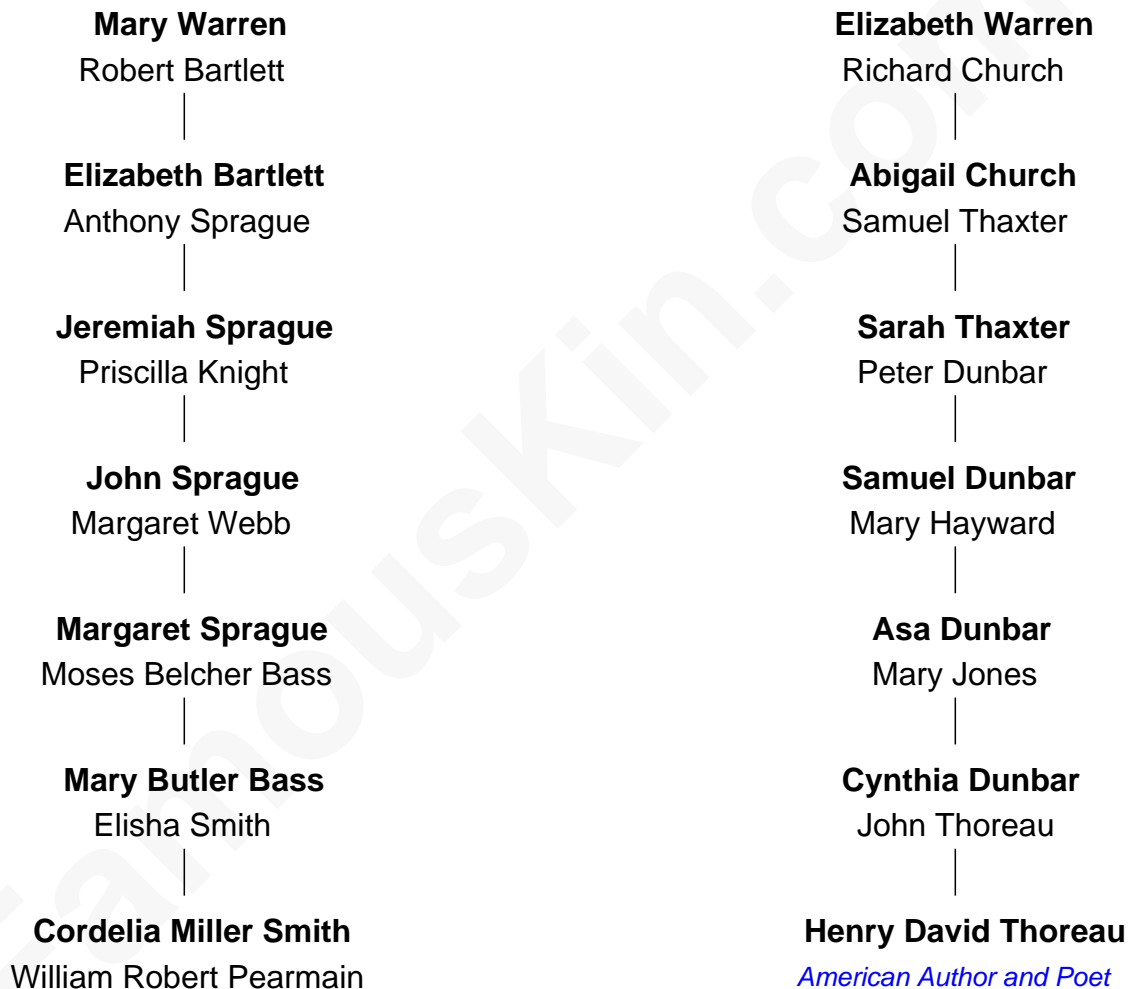 Mary Warren
Robert Bartlett
Elizabeth Bartlett
Anthony Sprague
Jeremiah Sprague
Priscilla Knight
John Sprague
Margaret Webb
Margaret Sprague
Moses Belcher Bass
Mary Butler Bass
Elisha Smith
Cordelia Miller Smith
William Robert Pearmain
Elizabeth Warren
Richard Church
Abigail Church
Samuel Thaxter
Sarah Thaxter
Peter Dunbar
Samuel Dunbar
Mary Hayward
Asa Dunbar
Mary Jones
Cynthia Dunbar
John Thoreau
Henry David Thoreau
American Author and Poet
FamousKin.com